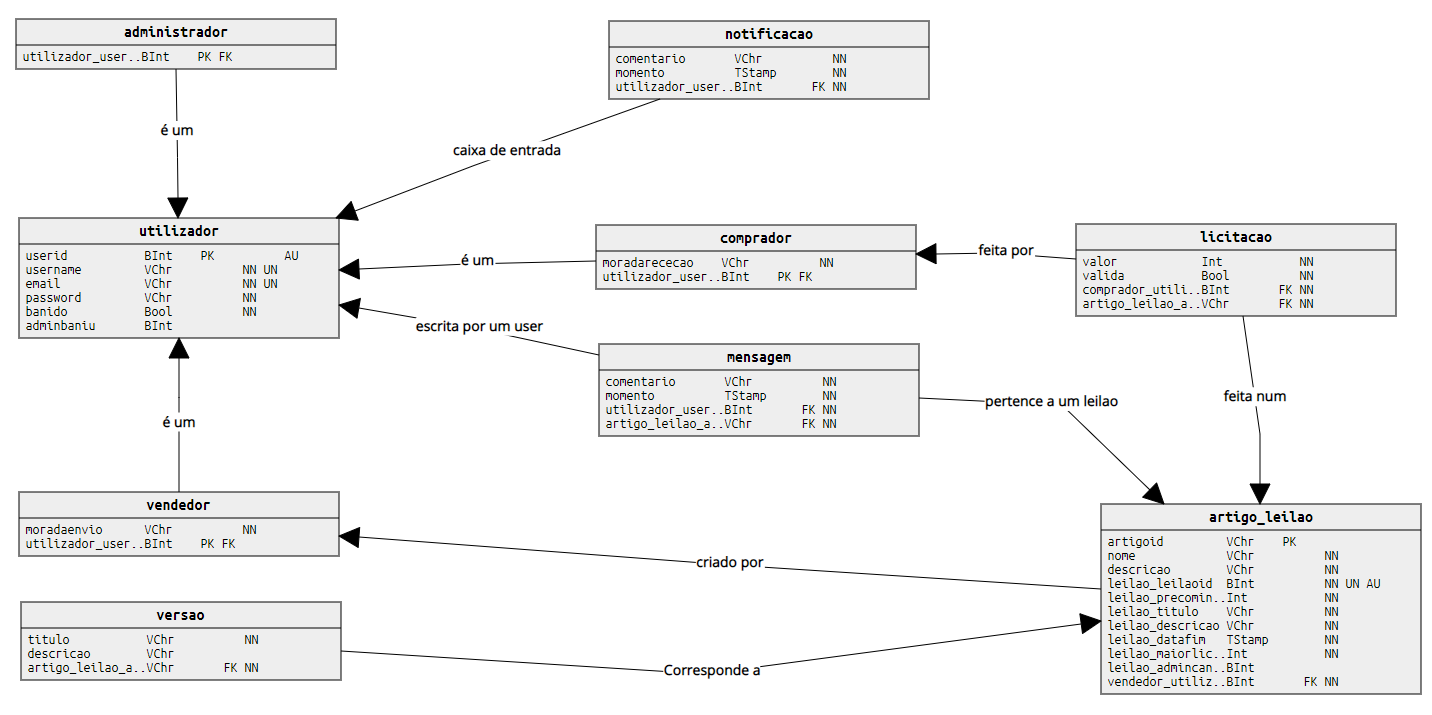 administrador
utilizador_user..BInt PK FK
notificacao
comentario VChr NN
momento TStamp NN
utilizador_user..BInt FK NN
é um
caixa de entrada
utilizador
userid BInt PK AU
username VChr NN UN
email VChr NN UN
password VChr NN
banido Bool NN
adminbaniu BInt
é um
comprador
moradarececao VChr NN
utilizador_user..BInt PK FK
feita por
licitacao
valor Int NN
valida Bool NN
comprador_utili..BInt FK NN
artigo_leilao_a..VChr FK NN
escrita por um user
mensagem
comentario VChr NN
momento TStamp NN
utilizador_user..BInt FK NN
artigo_leilao_a..VChr FK NN
pertence a um leilao
feita num
é um
vendedor
moradaenvio VChr NN
utilizador_user..BInt PK FK
criado por
artigo_leilao
artigoid VChr PK
nome VChr NN
descricao VChr NN
leilao_leilaoid BInt NN UN AU
leilao_precomin..Int NN
leilao_titulo VChr NN
leilao_descricao VChr NN
leilao_datafim TStamp NN
leilao_maiorlic..Int NN
leilao_admincan..BInt
vendedor_utiliz..BInt FK NN
versao
titulo VChr NN
descricao VChr
artigo_leilao_a..VChr FK NN
Corresponde a